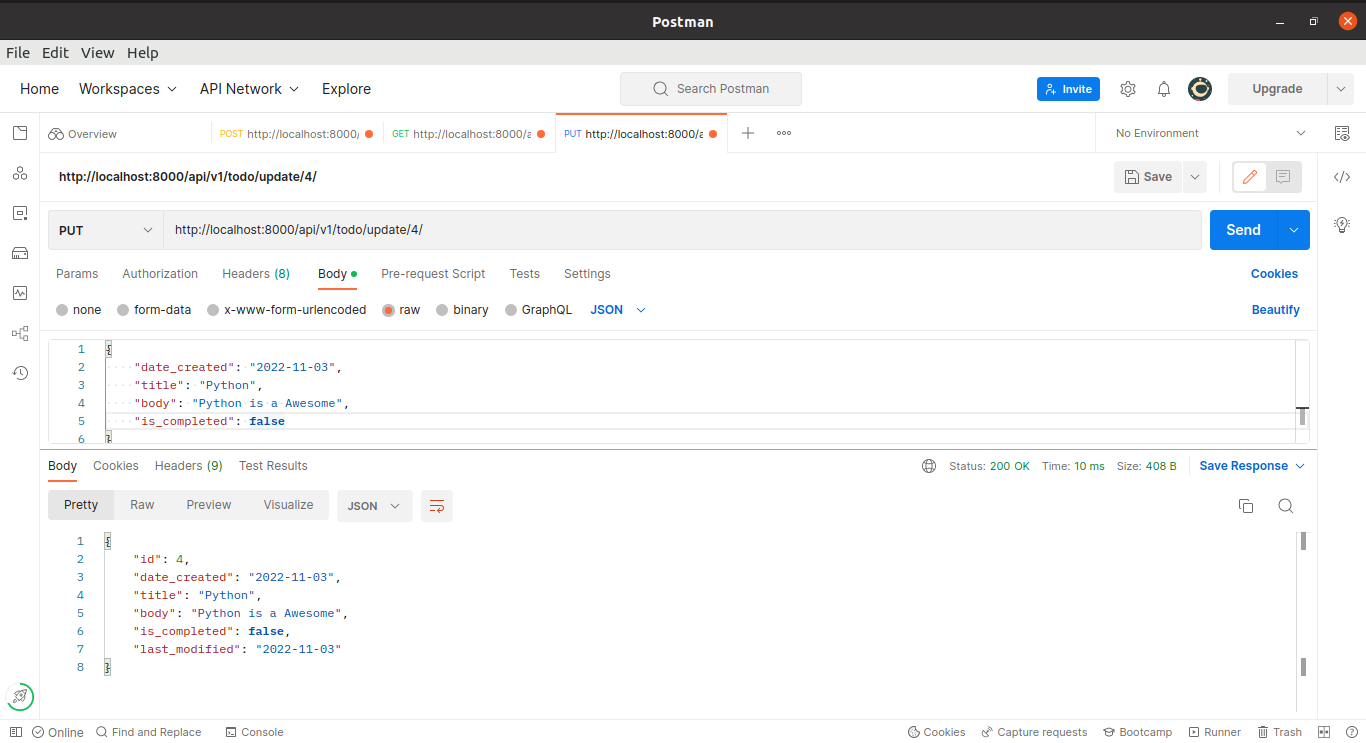 Postman
File Edit View Help
Home Workspaces API Network Explore Search Postman Invite Upgrade
Overview POST http://localhost:8000/ GET http://localhost:8000/a PUT http://localhost:8000/a No Environment
http://localhost:8000/api/v1/todo/update/4/ Save
PUT http://localhost:8000/api/v1/todo/update/4/ Send
Params Authorization Headers (8) Body Pre-request Script Tests Settings Cookies
none form-data x-www-form-urlencoded raw binary GraphQL JSON Beautify
1 {
2 "date_created": "2022-11-03",
3 "title": "Python",
4 "body": "Python is a Awesome",
5 "is_completed": false
6 }
Body Cookies Headers (9) Test Results Status: 200 OK Time: 10 ms Size: 408 B Save Response
Pretty Raw Preview Visualize JSON
1 {
2 "id": 4,
3 "date_created": "2022-11-03",
4 "title": "Python",
5 "body": "Python is a Awesome",
6 "is_completed": false,
7 "last_modified": "2022-11-03"
8 }
Online Find and Replace Console Cookies Capture requests Bootcamp Runner Trash